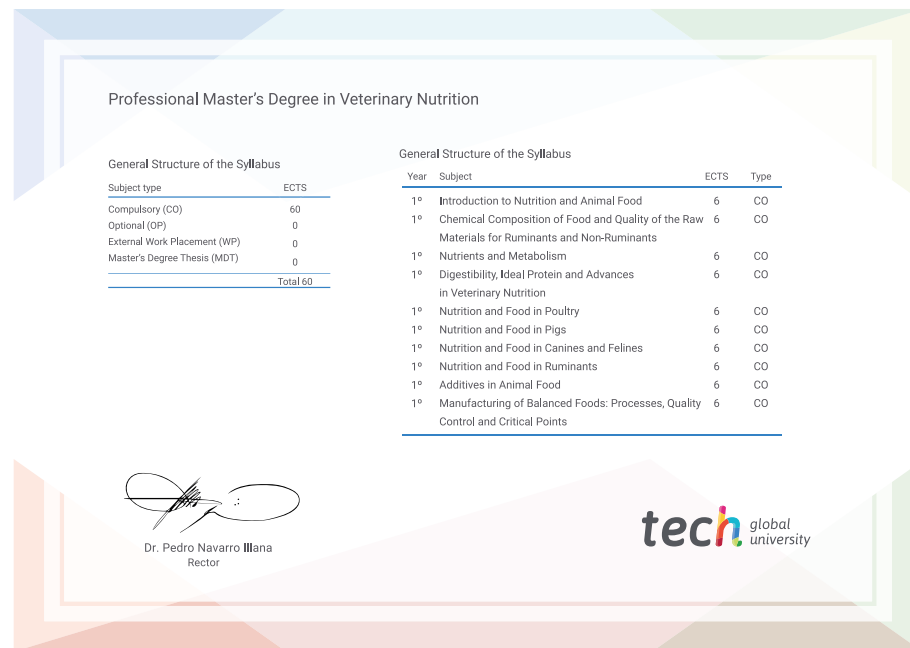 Professional Master's Degree in Veterinary Nutrition
General Structure of the Syllabus
Subject type ECTS
Compulsory (CO) 60
Optional (OP) 0
External Work Placement (WP) 0
Master's Degree Thesis (MDT) 0
Total 60
General Structure of the Syllabus
Year Subject ECTS Type
1º Introduction to Nutrition and Animal Food 6 CO
1º Chemical Composition of Food and Quality of the Raw 6 CO
Materials for Ruminants and Non-Ruminants
1º Nutrients and Metabolism 6 CO
1º Digestibility, Ideal Protein and Advances 6 CO
in Veterinary Nutrition
1º Nutrition and Food in Poultry 6 CO
1º Nutrition and Food in Pigs 6 CO
1º Nutrition and Food in Canines and Felines 6 CO
1º Nutrition and Food in Ruminants 6 CO
1º Additives in Animal Food 6 CO
1º Manufacturing of Balanced Foods: Processes, Quality 6 CO
Control and Critical Points
Dr. Pedro Navarro Illana
Rector
tech global
university